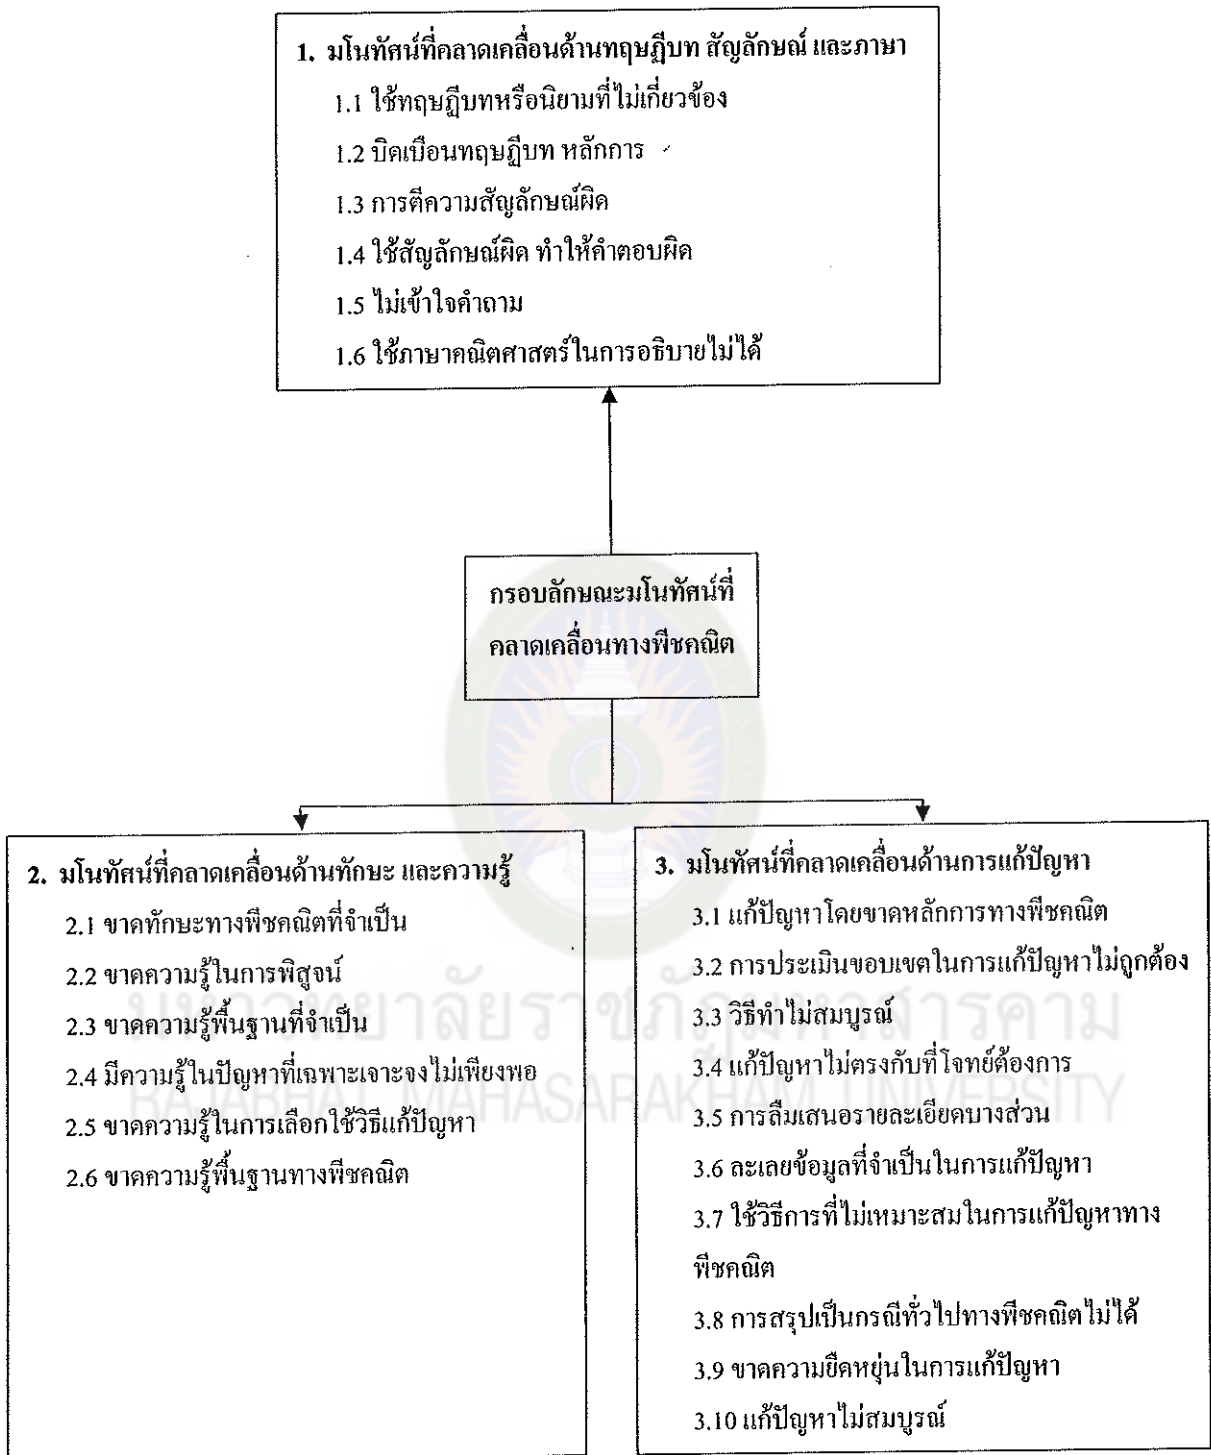 1. มโนทัศน์ที่คลาดเคลื่อนด้านทฤษฎีบท สัญลักษณ์ และภาษา
1.1 ใช้ทฤษฎีบทหรือนิยามที่ไม่เกี่ยวข้อง
1.2 บิดเบือนทฤษฎีบท หลักการ
1.3 การตีความสัญลักษณ์ผิด
1.4 ใช้สัญลักษณ์ผิด ทำให้คำตอบผิด
1.5 ไม่เข้าใจคำถาม
1.6 ใช้ภาษาคณิตศาสตร์ในการอธิบายไม่ได้
กรอบลักษณะมโนทัศน์ที่
คลาดเคลื่อนทางพีชคณิต
2. มโนทัศน์ที่คลาดเคลื่อนด้านทักษะ และความรู้
2.1 ขาดทักษะทางพีชคณิตที่จำเป็น
2.2 ขาดความรู้ในการพิสูจน์
2.3 ขาดความรู้พื้นฐานที่จำเป็น
2.4 มีความรู้ในปัญหาที่เฉพาะเจาะจงไม่เพียงพอ
2.5 ขาดความรู้ในการเลือกใช้วิธีแก้ปัญหา
2.6 ขาดความรู้พื้นฐานทางพีชคณิต
3. มโนทัศน์ที่คลาดเคลื่อนด้านการแก้ปัญหา
3.1 แก้ปัญหาโดยขาดหลักการทางพีชคณิต
3.2 การประเมินขอบเขตในการแก้ปัญหาไม่ถูกต้อง
3.3 วิธีทำไม่สมบูรณ์
3.4 แก้ปัญหาไม่ตรงกับที่โจทย์ต้องการ
3.5 การลืมเสนอรายละเอียดบางส่วน
3.6 ละเลยข้อมูลที่จำเป็นในการแก้ปัญหา
3.7 ใช้วิธีการที่ไม่เหมาะสมในการแก้ปัญหาทาง
พีชคณิต
3.8 การสรุปเป็นกรณีทั่วไปทางพีชคณิตไม่ได้
3.9 ขาดความยืดหยุ่นในการแก้ปัญหา
3.10 แก้ปัญหาไม่สมบูรณ์
มหาวิทยาลัยราชภัฏมหาสารคาม
RAJABHAT MAHASARAKHAM UNIVERSITY